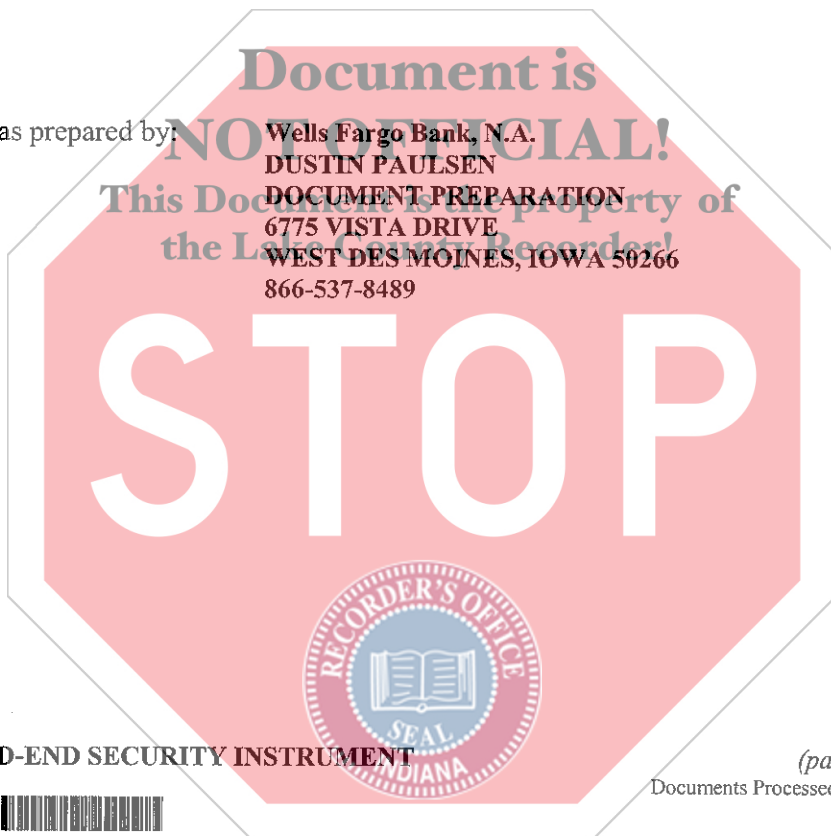 Document is
as prepared by: Wells Fargo Bank, N.A.
NOT OFFICIAL!
DUSTIN PAULSEN
DOCUMENT PREPARATION
This Document is the property of
6775 VISTA DRIVE
the Lake County Recorder!
WEST DES MOINES, IOWA 50266
866-537-8489
STOP
RECORDER'S OFFICE
SEAL
INDIANA
D-END SECURITY INSTRUMENT (pa
Documents Processed